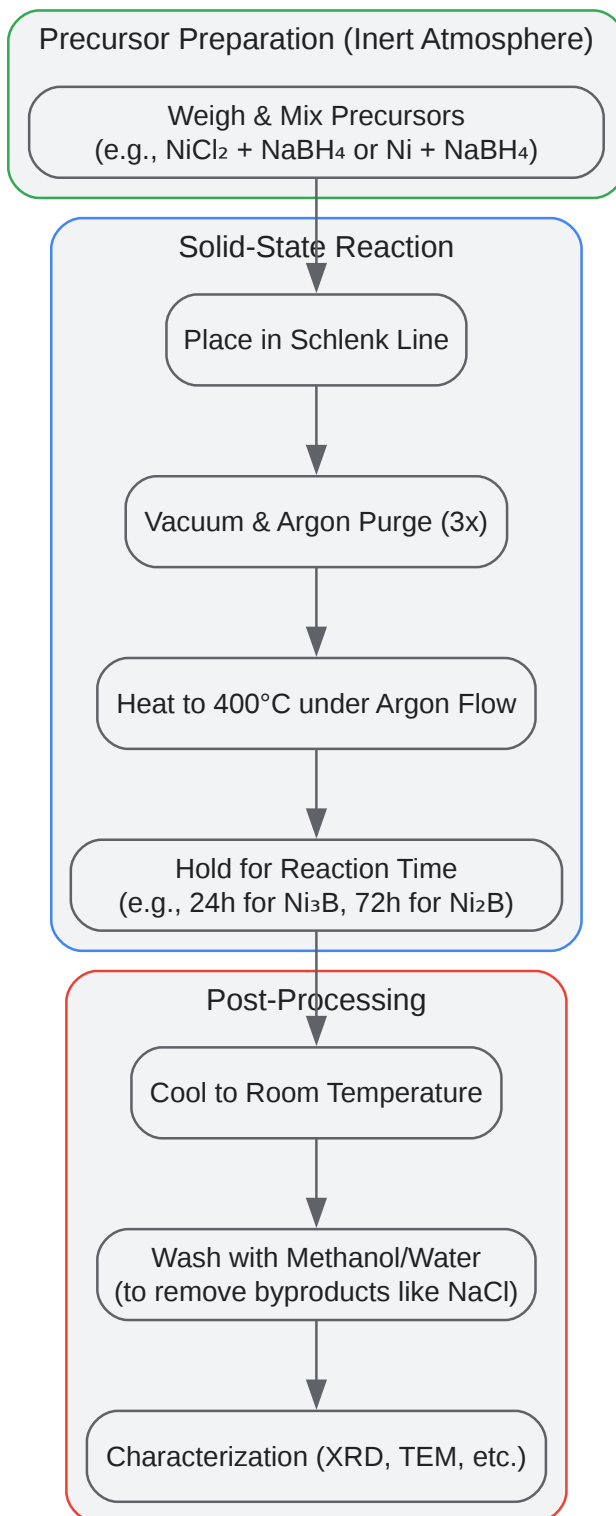 Precursor Preparation (Inert Atmosphere)
Weigh & Mix Precursors
(e.g., NiCl₂ + NaBH₄ or Ni + NaBH₄)
Solid-State Reaction
Place in Schlenk Line
Vacuum & Argon Purge (3x)
Heat to 400°C under Argon Flow
Hold for Reaction Time
(e.g., 24h for Ni₃B, 72h for Ni₂B)
Post-Processing
Cool to Room Temperature
Wash with Methanol/Water
(to remove byproducts like NaCl)
Characterization (XRD, TEM, etc.)